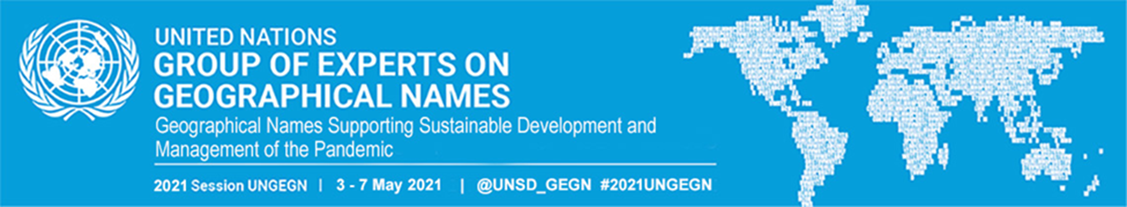 UNITED NATIONS
GROUP OF EXPERTS ON
GEOGRAPHICAL NAMES
Geographical Names Supporting Sustainable Development and
Management of the Pandemic
2021 Session UNGEGN | 3 - 7 May 2021 | @UNSD_GEGN #2021UNGEGN